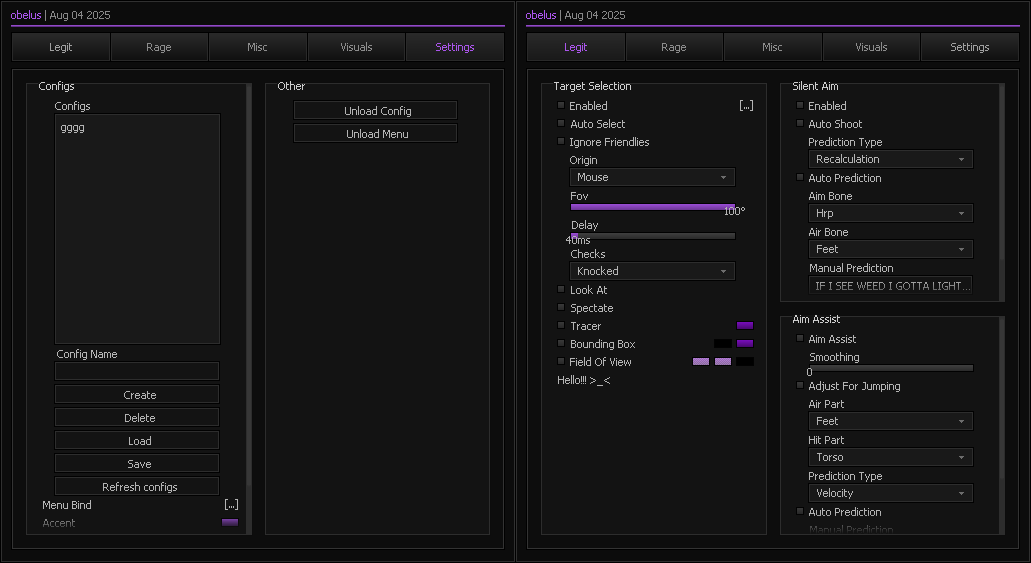 obelus | Aug 04 2025
Legit Rage Misc Visuals Settings
Configs
Configs
gggg
Config Name
Create
Delete
Load
Save
Refresh configs
Menu Bind [...]
Accent
Other
Unload Config
Unload Menu
obelus | Aug 04 2025
Legit Rage Misc Visuals Settings
Target Selection
Enabled [...]
Auto Select
Ignore Friendlies
Origin
Mouse
Fov
100°
Delay
40ms
Checks
Knocked
Look At
Spectate
Tracer
Bounding Box
Field Of View
Hello!!! >_<
Silent Aim
Enabled
Auto Shoot
Prediction Type
Recalculation
Auto Prediction
Aim Bone
Hrp
Air Bone
Feet
Manual Prediction
IF I SEE WEED I GOTTA LIGHT...
Aim Assist
Aim Assist
Smoothing
0
Adjust For Jumping
Air Part
Feet
Hit Part
Torso
Prediction Type
Velocity
Auto Prediction
Manual Prediction